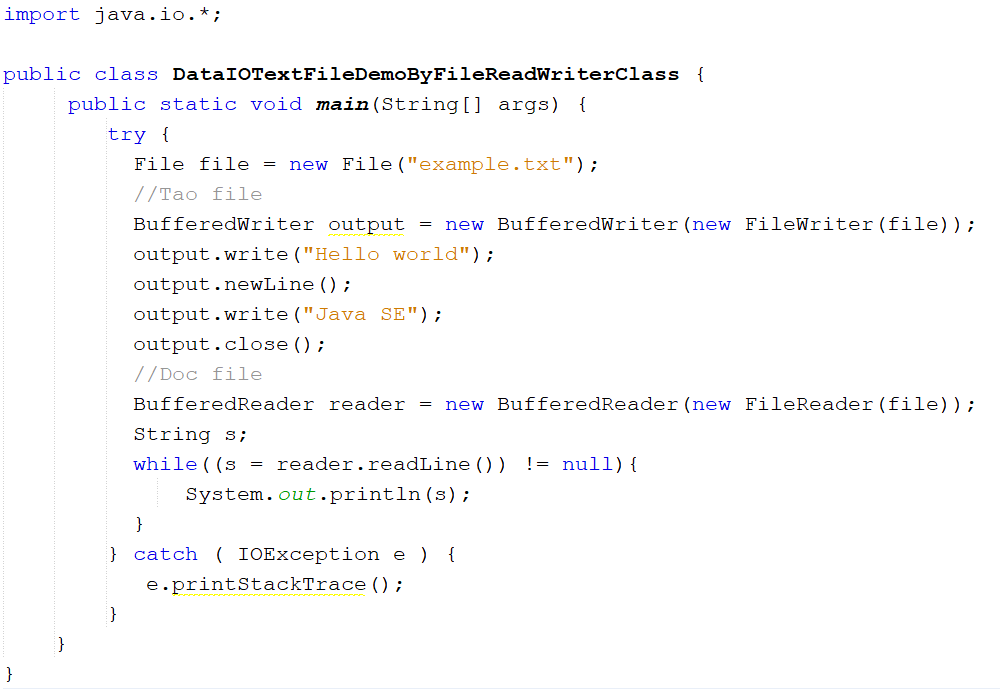 import java.io.*;
public class DataIOTextFileDemoByFileReadWriterClass {
public static void main(String[] args) {
try {
File file = new File("example.txt");
//Tao file
BufferedWriter output = new BufferedWriter(new FileWriter(file));
output.write("Hello world");
output.newLine();
output.write("Java SE");
output.close();
//Doc file
BufferedReader reader = new BufferedReader(new FileReader(file));
String s;
while((s = reader.readLine()) != null){
System.out.println(s);
}
} catch ( IOException e ) {
e.printStackTrace();
}
}
}